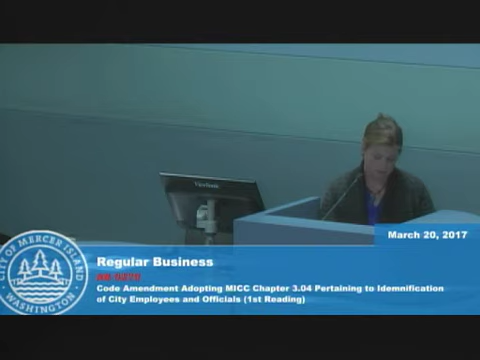 ViewSonic
March 20, 2017
CITY OF MERCER ISLAND
WASHINGTON
Regular Business
Code Amendment Adopting MICC Chapter 3.04 Pertaining to Idemnification
of City Employees and Officials (1st Reading)